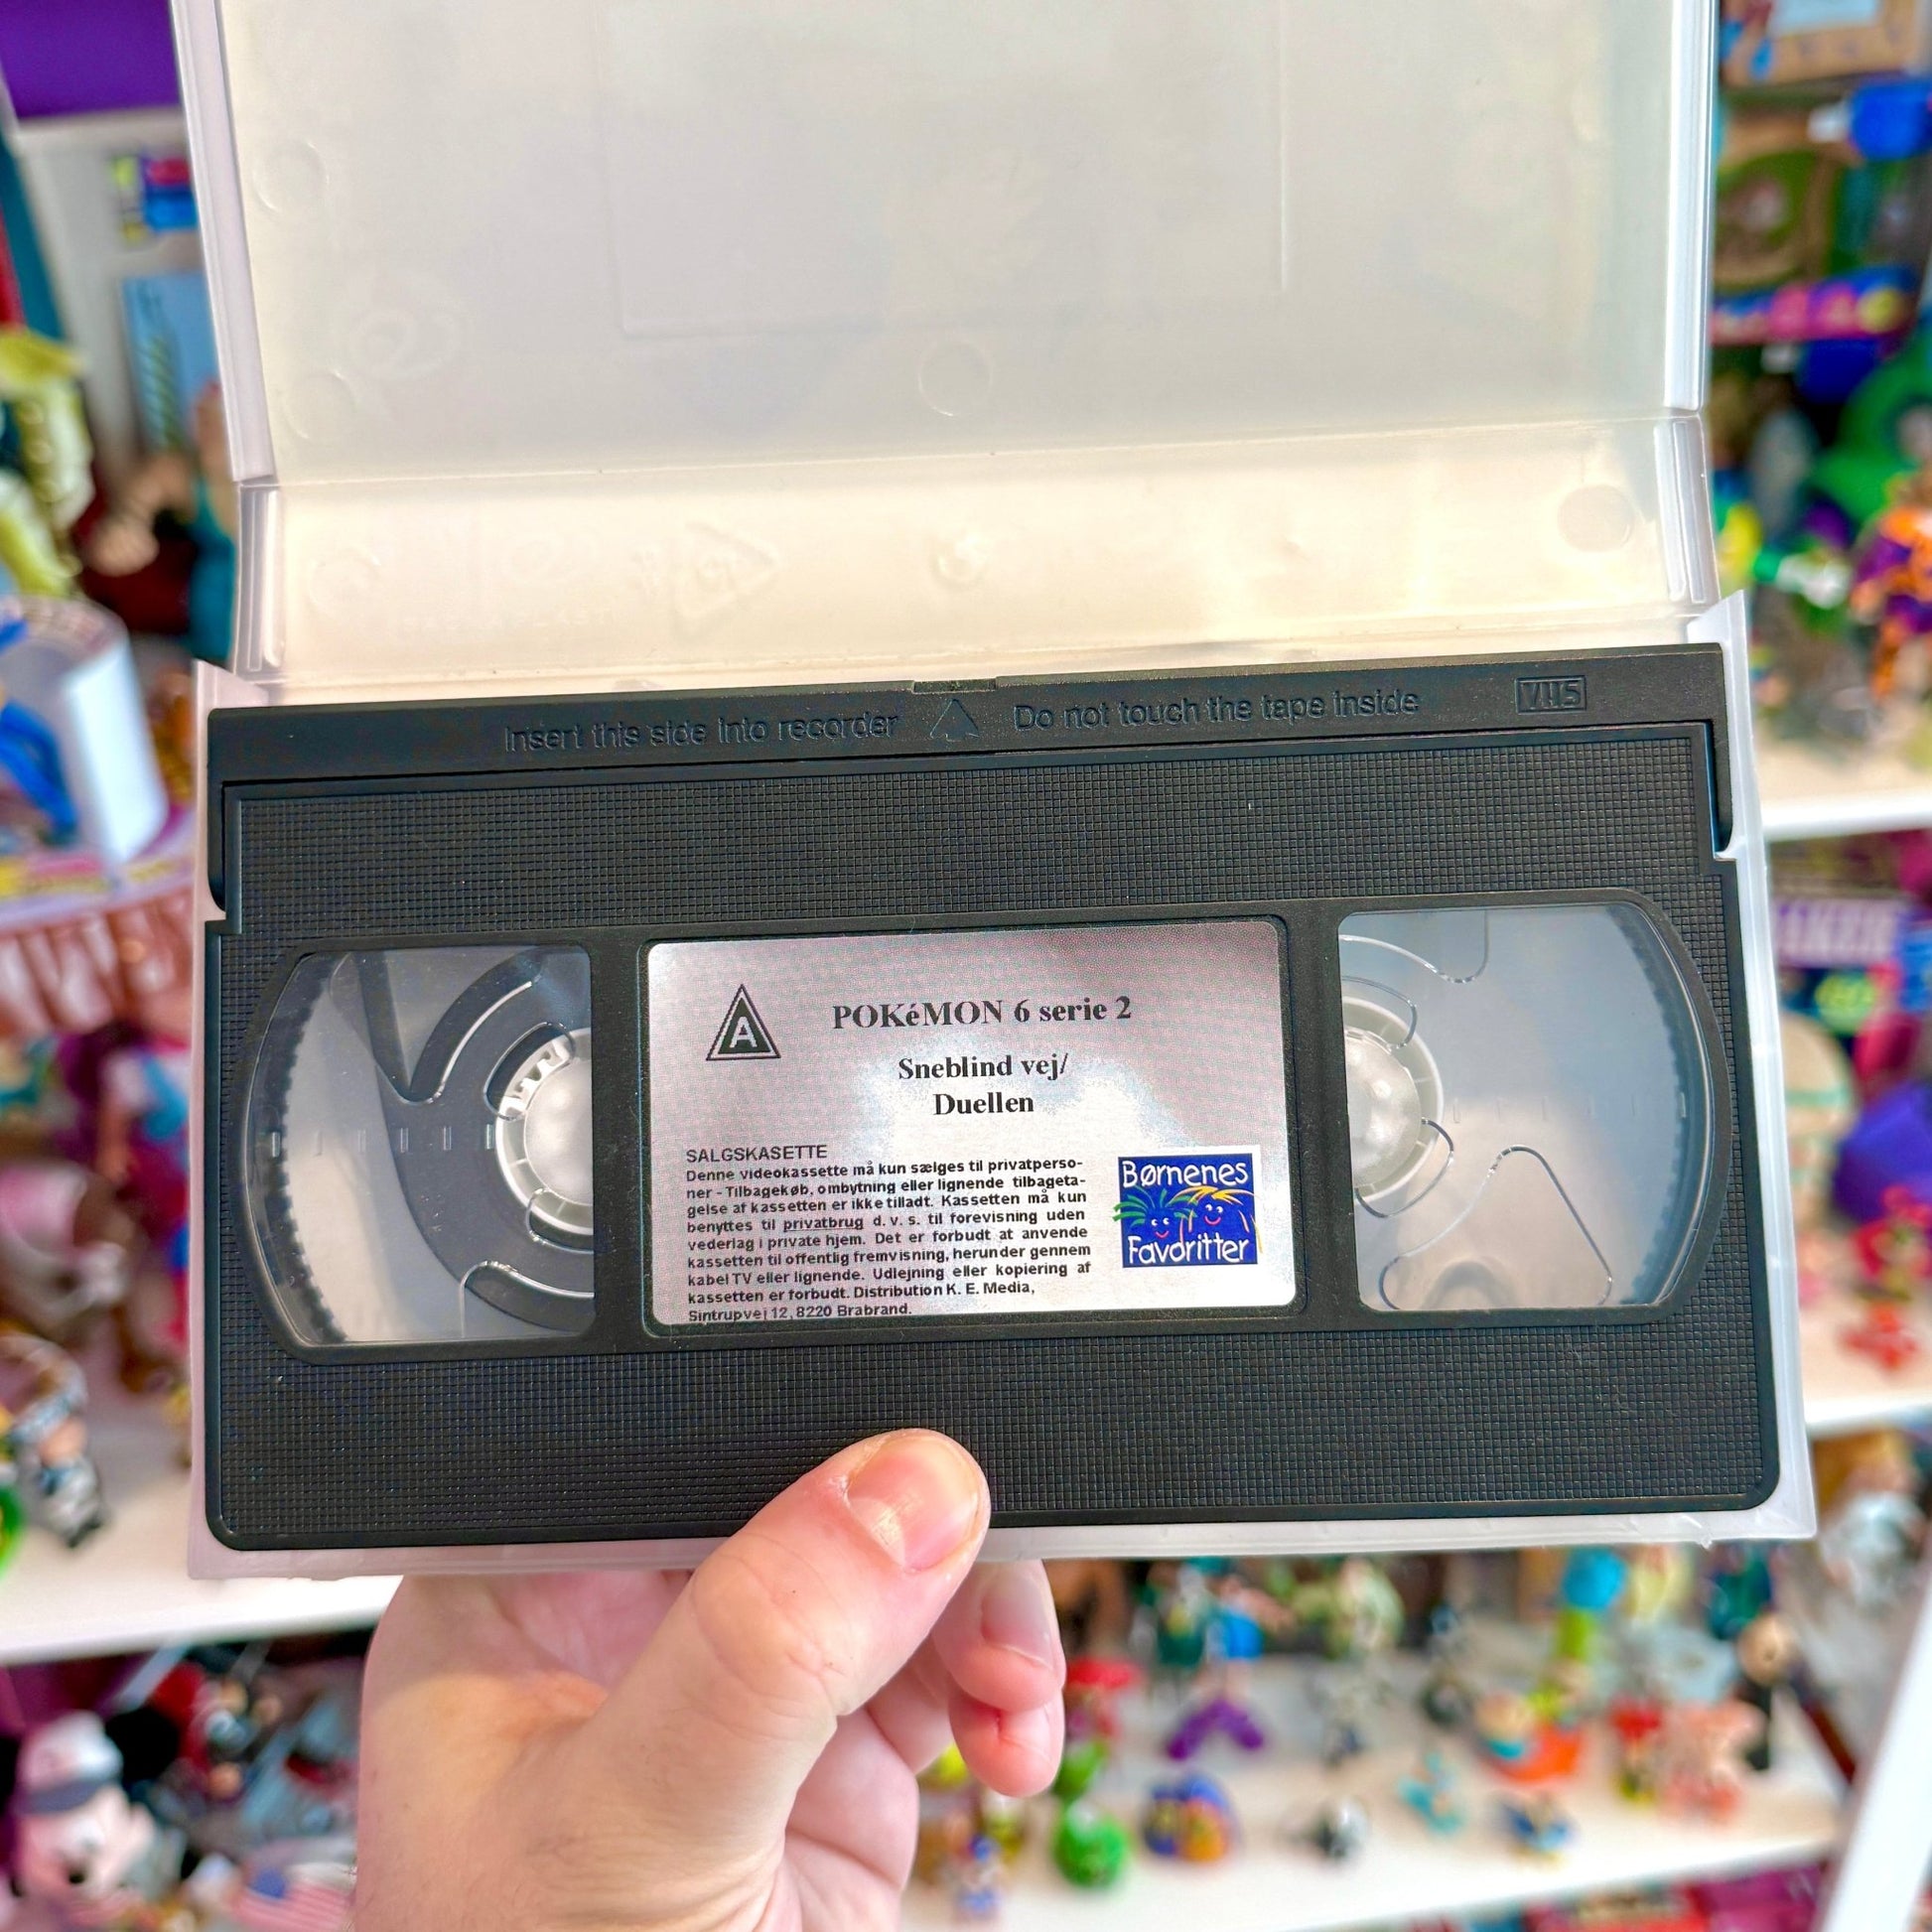 Insert this side into recorder Do not touch the tape inside VHS
A
POKéMON 6 serie 2
Sneblind vej/
Duellen
SALGSKASETTE
Denne videokassette må kun sælges til privatperso-
ner - Tilbagekøb, ombytning eller lignende tilbageta-
gelse af kassetten er ikke tilladt. Kassetten må kun
benyttes til privatbrug d. v. s. til forevisning uden
vederlag i private hjem. Det er forbudt at anvende
kassetten til offentlig fremvisning, herunder gennem
kabel TV eller lignende. Udlejning eller kopiering af
kassetten er forbudt. Distribution K. E. Media,
Sintrupvej 12, 8220 Brabrand.
Børnenes
Favoritter